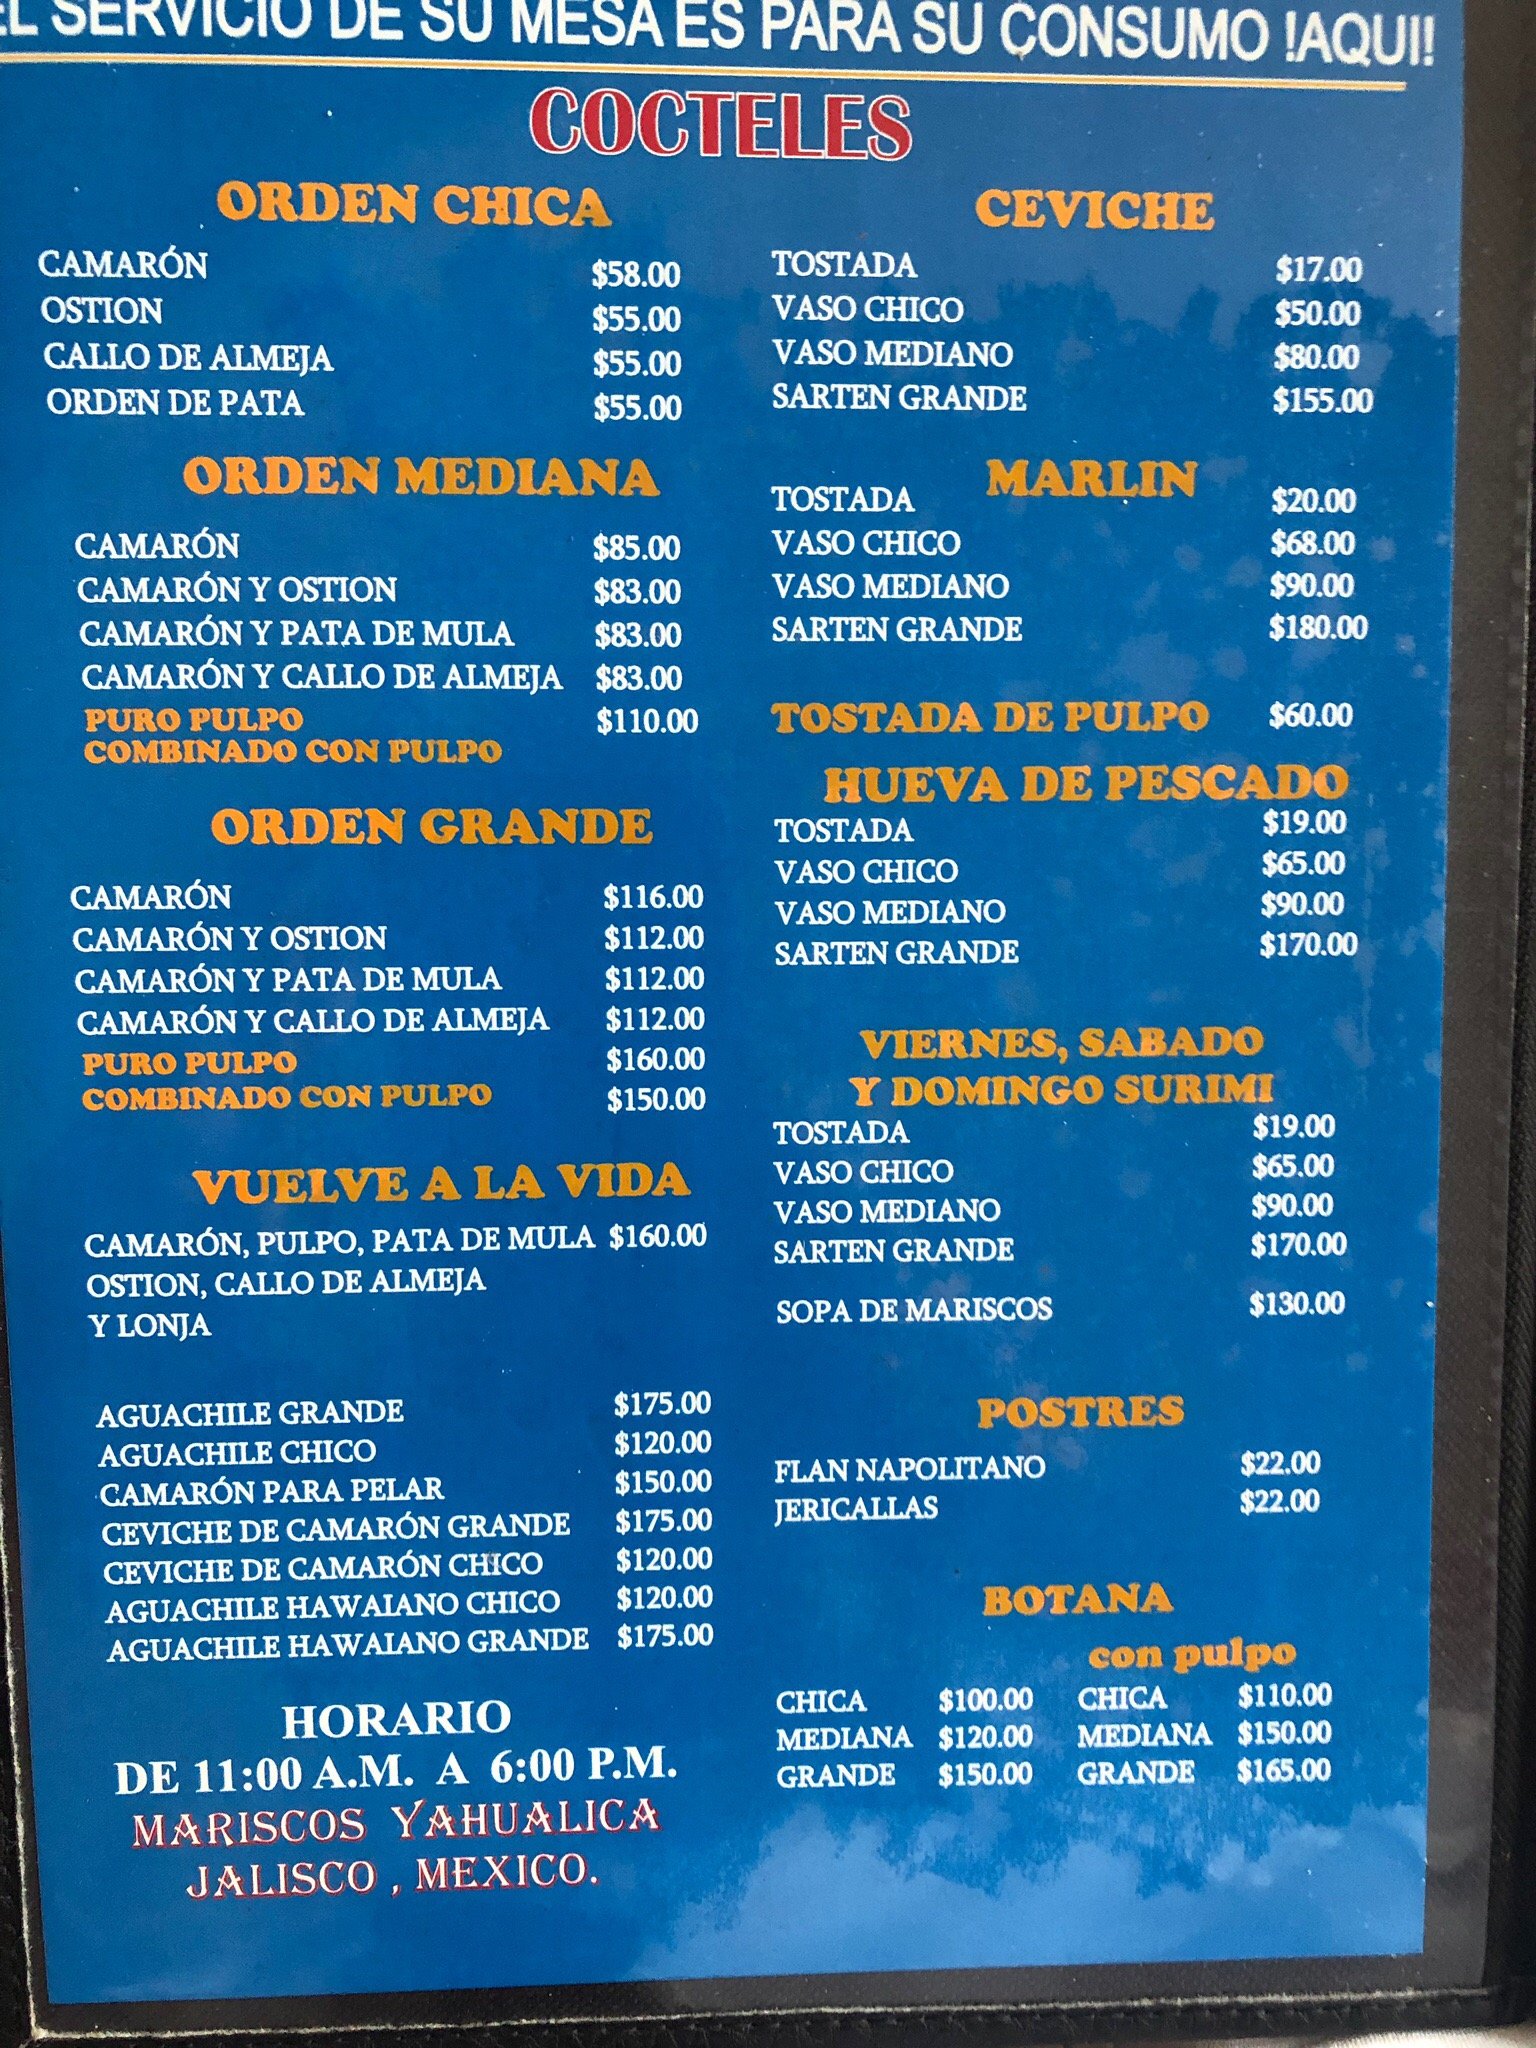 EL SERVICIO DE SU MESA ES PARA SU CONSUMO !AQUI!
COCTELES
ORDEN CHICA
CAMARÓN $58.00
OSTION $55.00
CALLO DE ALMEJA $55.00
ORDEN DE PATA $55.00
ORDEN MEDIANA
CAMARÓN $85.00
CAMARÓN Y OSTION $83.00
CAMARÓN Y PATA DE MULA $83.00
CAMARÓN Y CALLO DE ALMEJA $83.00
PURO PULPO $110.00
COMBINADO CON PULPO
ORDEN GRANDE
CAMARÓN $116.00
CAMARÓN Y OSTION $112.00
CAMARÓN Y PATA DE MULA $112.00
CAMARÓN Y CALLO DE ALMEJA $112.00
PURO PULPO $160.00
COMBINADO CON PULPO $150.00
VUELVE A LA VIDA
CAMARÓN, PULPO, PATA DE MULA $160.00
OSTION, CALLO DE ALMEJA
Y LONJA
AGUACHILE GRANDE $175.00
AGUACHILE CHICO $120.00
CAMARÓN PARA PELAR $150.00
CEVICHE DE CAMARÓN GRANDE $175.00
CEVICHE DE CAMARÓN CHICO $120.00
AGUACHILE HAWAIANO CHICO $120.00
AGUACHILE HAWAIANO GRANDE $175.00
HORARIO
DE 11:00 A.M. A 6:00 P.M.
MARISCOS YAHUALICA
JALISCO , MEXICO.
CEVICHE
TOSTADA $17.00
VASO CHICO $50.00
VASO MEDIANO $80.00
SARTEN GRANDE $155.00
MARLIN
TOSTADA $20.00
VASO CHICO $68.00
VASO MEDIANO $90.00
SARTEN GRANDE $180.00
TOSTADA DE PULPO $60.00
HUEVA DE PESCADO
TOSTADA $19.00
VASO CHICO $65.00
VASO MEDIANO $90.00
SARTEN GRANDE $170.00
VIERNES, SABADO
Y DOMINGO SURIMI
TOSTADA $19.00
VASO CHICO $65.00
VASO MEDIANO $90.00
SARTEN GRANDE $170.00
SOPA DE MARISCOS $130.00
POSTRES
FLAN NAPOLITANO $22.00
JERICALLAS $22.00
BOTANA
con pulpo
CHICA $100.00 CHICA $110.00
MEDIANA $120.00 MEDIANA $150.00
GRANDE $150.00 GRANDE $165.00